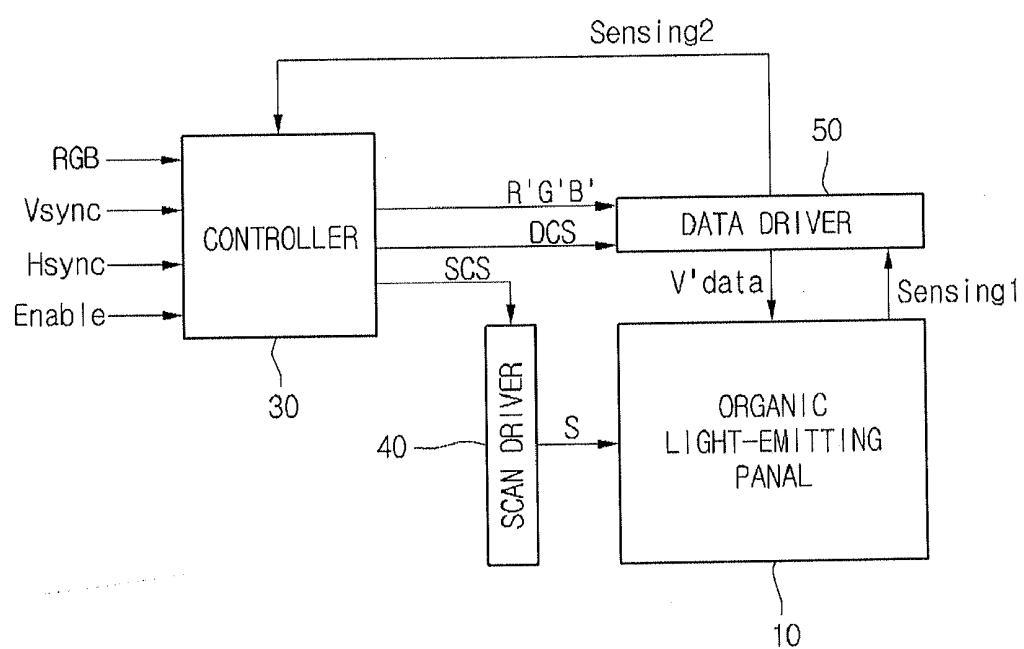 Sensing2
50
RGB
R'G'B'
Vsync
CONTROLLER
DATA DRIVER
DCS
Hsync
SCS
V'data
Sensing1
Enable
30
SCAN DRIVER
40
S
ORGANIC
LIGHT-EMITTING
PANAL
10